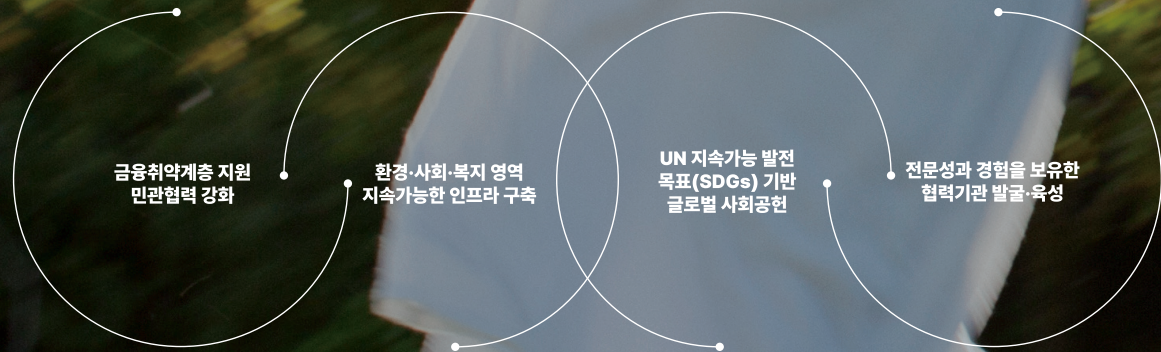 금융취약계층 지원
민관협력 강화
환경·사회·복지 영역
지속가능한 인프라 구축
UN 지속가능 발전
목표(SDGs) 기반
글로벌 사회공헌
전문성과 경험을 보유한
협력기관 발굴·육성